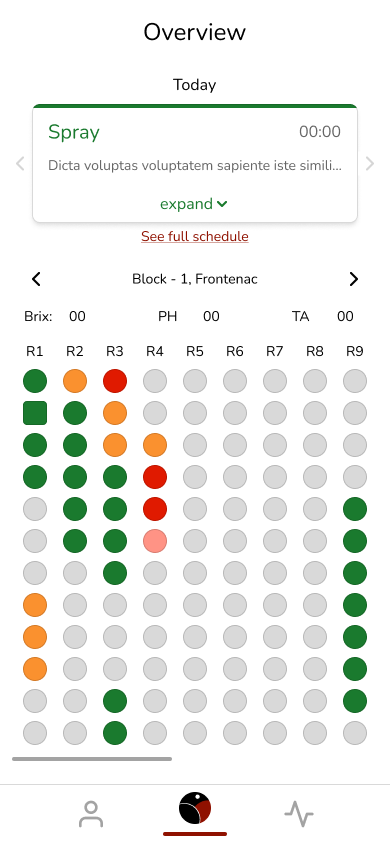 Overview
Today
Spray 00:00
Dicta voluptas voluptatem sapiente iste simili...
expand
See full schedule
Block - 1, Frontenac
Brix: 00 PH 00 TA 00
R1 R2 R3 R4 R5 R6 R7 R8 R9